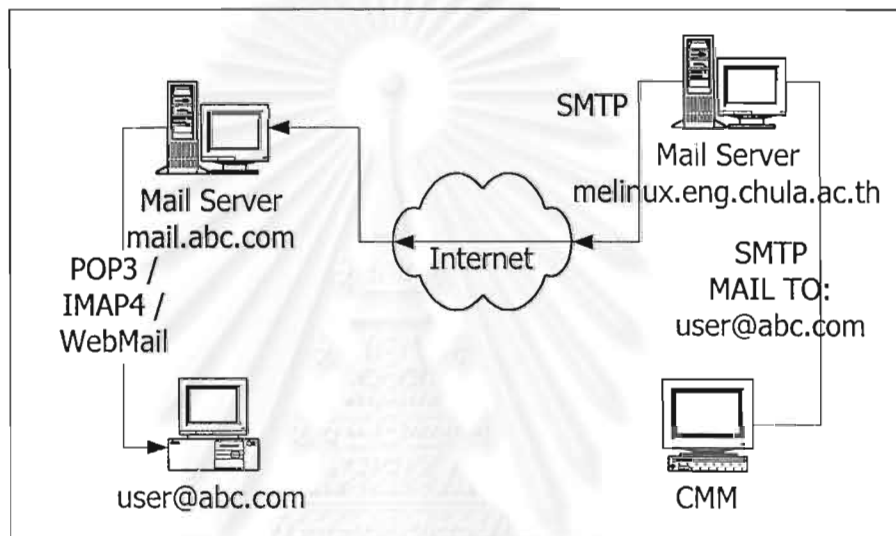 SMTP
Mail Server
melinux.eng.chula.ac.th
Mail Server
mail.abc.com
Internet
POP3 /
IMAP4 /
WebMail
SMTP
MAIL TO:
user@abc.com
user@abc.com
CMM